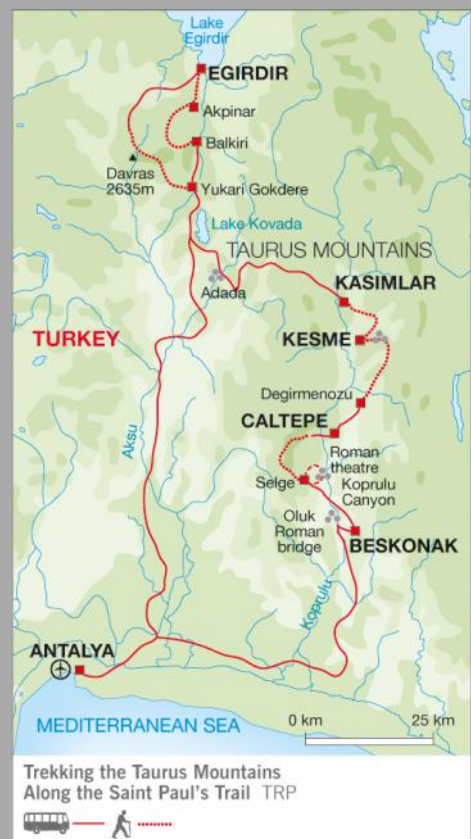 Lake
Egirdir
EGIRDIR
Akpinar
Balkiri
Davras
2635m
Yukari Gokdere
Lake Kovada
TAURUS MOUNTAINS
Adada
KASIMLAR
TURKEY
KESME
Degirmenozu
CALTEPE
Aksu
Roman
theatre
Selge
Koprulu
Canyon
Oluk
Roman
bridge
BESKONAK
Koprulu
ANTALYA
MEDITERRANEAN SEA
0 km
25 km
Trekking the Taurus Mountains
Along the Saint Paul's Trail TRP